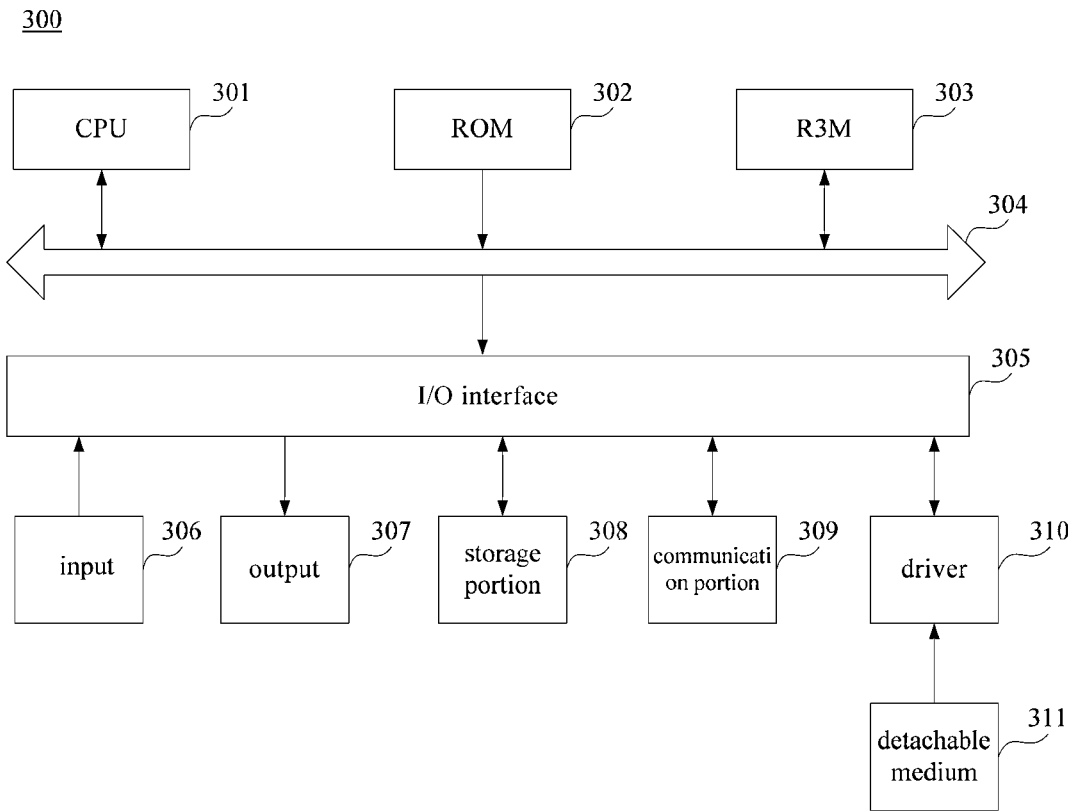 300
301
302
303
CPU
ROM
R3M
304
305
I/O interface
306
307
308
309
310
input
output
storage
portion
communicati
on portion
driver
311
detachable
medium